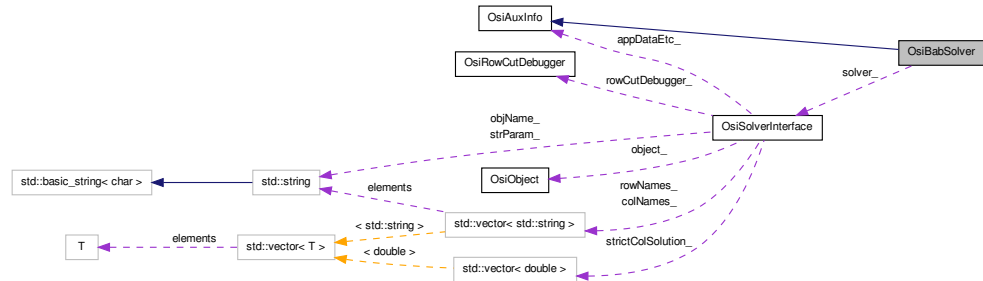 OsiAuxInfo
appDataEtc_
OsiBabSolver
OsiRowCutDebugger
solver_
rowCutDebugger_
objName_
strParam_
OsiSolverInterface
object_
std::basic_string< char >
std::string
elements
OsiObject
rowNames_
colNames_
< std::string >
std::vector< std::string >
elements
T
std::vector< T >
strictColSolution_
< double >
std::vector< double >